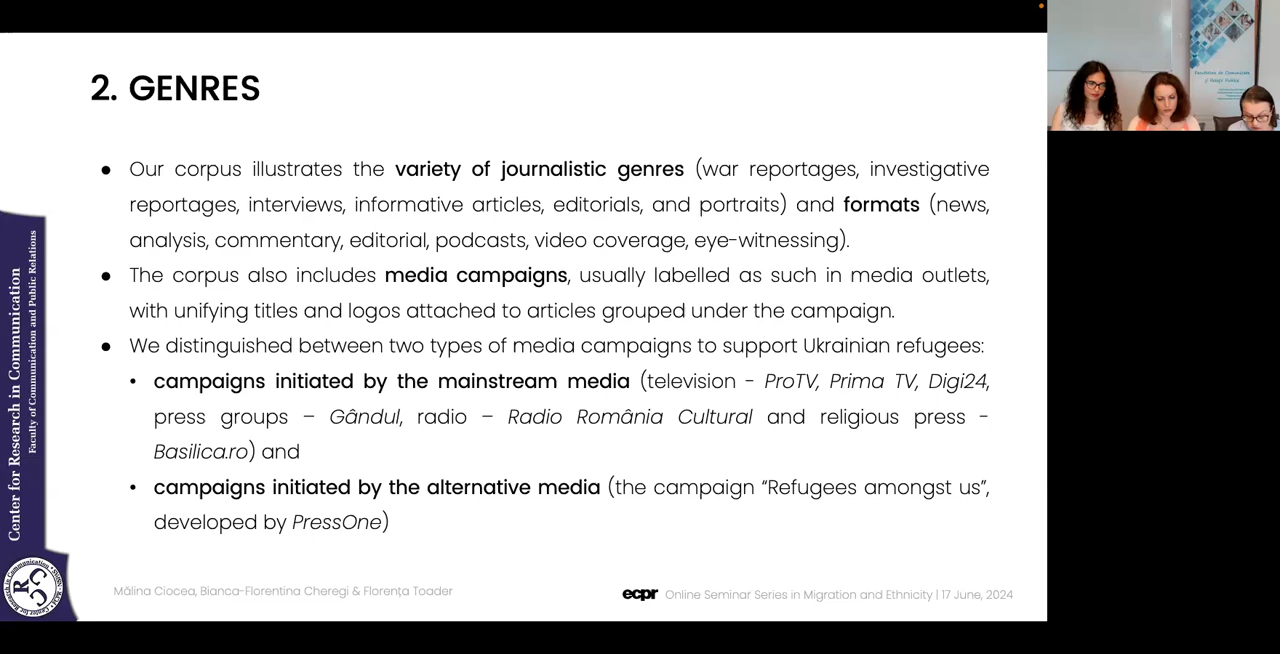 2. GENRES
● Our corpus illustrates the variety of journalistic genres (war reportages, investigative
reportages, interviews, informative articles, editorials, and portraits) and formats (news,
analysis, commentary, editorial, podcasts, video coverage, eye-witnessing).
● The corpus also includes media campaigns, usually labelled as such in media outlets,
with unifying titles and logos attached to articles grouped under the campaign.
● We distinguished between two types of media campaigns to support Ukrainian refugees:
• campaigns initiated by the mainstream media (television - ProTV, Prima TV, Digi24,
press groups – Gândul, radio – Radio România Cultural and religious press -
Basilica.ro) and
• campaigns initiated by the alternative media (the campaign “Refugees amongst us”,
developed by PressOne)
Center for Research in Communication
Faculty of Communication and Public Relations
Mălina Ciocea, Bianca-Florentina Cheregi & Florența Toader
ecpr Online Seminar Series in Migration and Ethnicity | 17 June, 2024